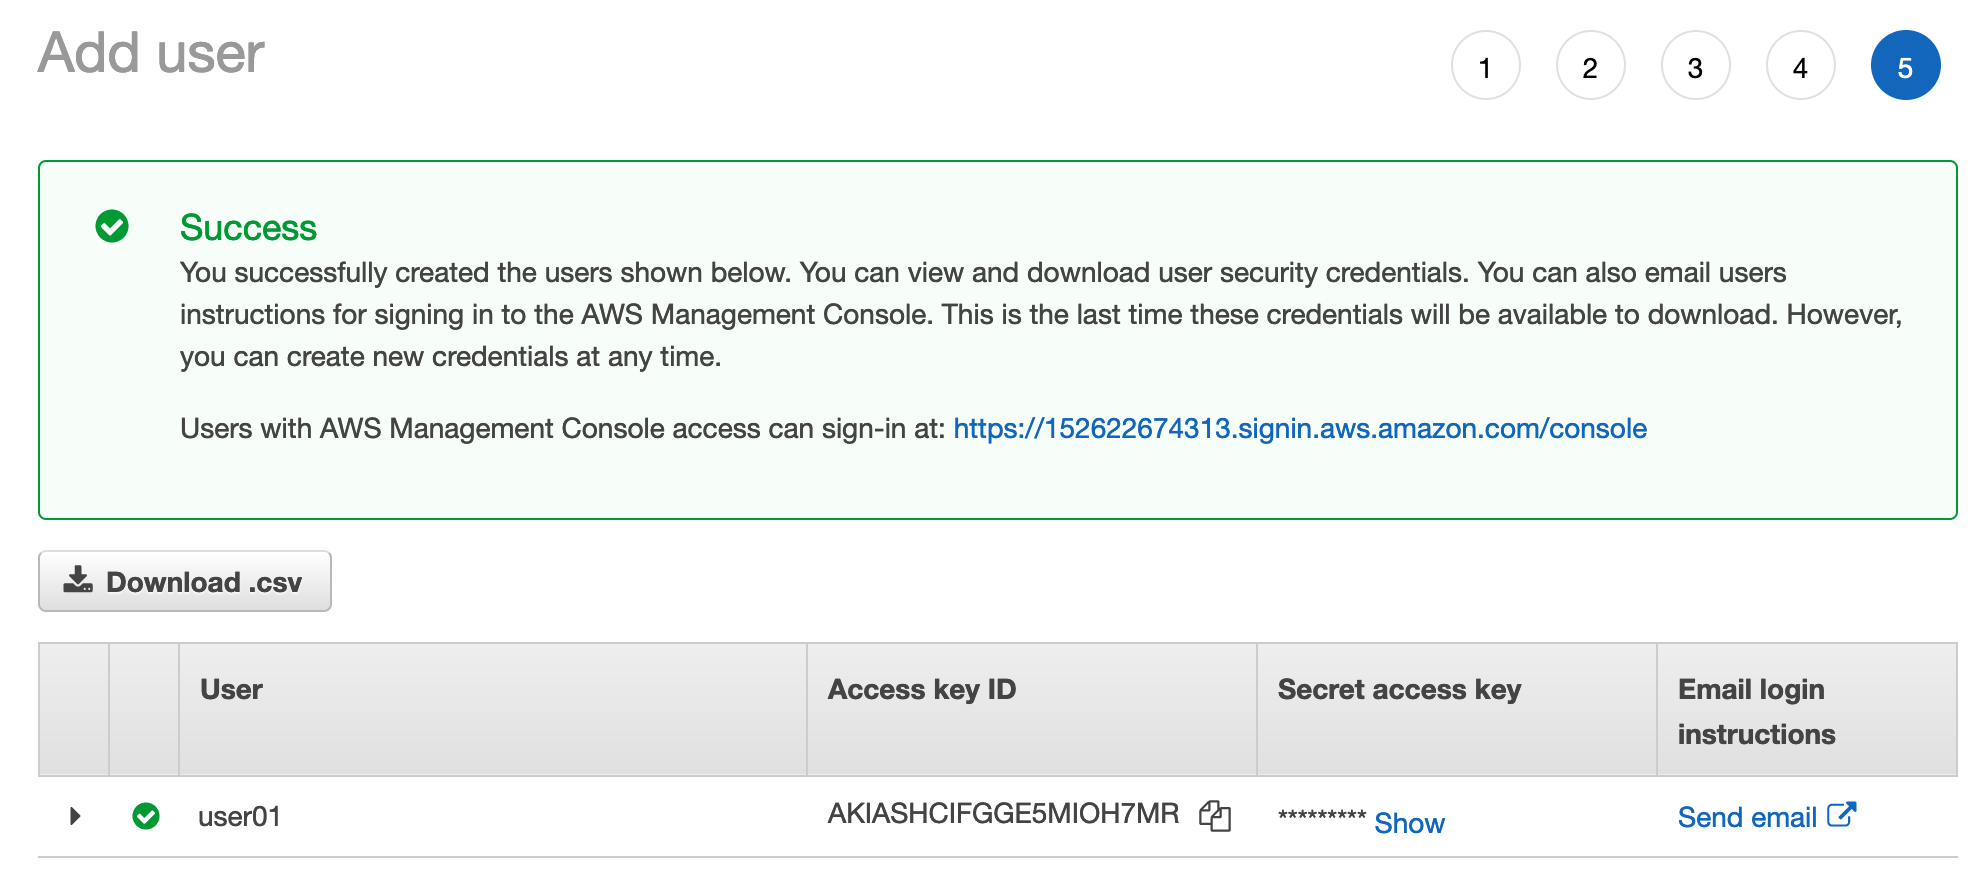 Add user
1 2 3 4 5
Success
You successfully created the users shown below. You can view and download user security credentials. You can also email users
instructions for signing in to the AWS Management Console. This is the last time these credentials will be available to download. However,
you can create new credentials at any time.
Users with AWS Management Console access can sign-in at: https://152622674313.signin.aws.amazon.com/console
Download .csv
User Access key ID Secret access key Email login
instructions
user01 AKIASHCIFGGE5MIOH7MR ********* Show Send email